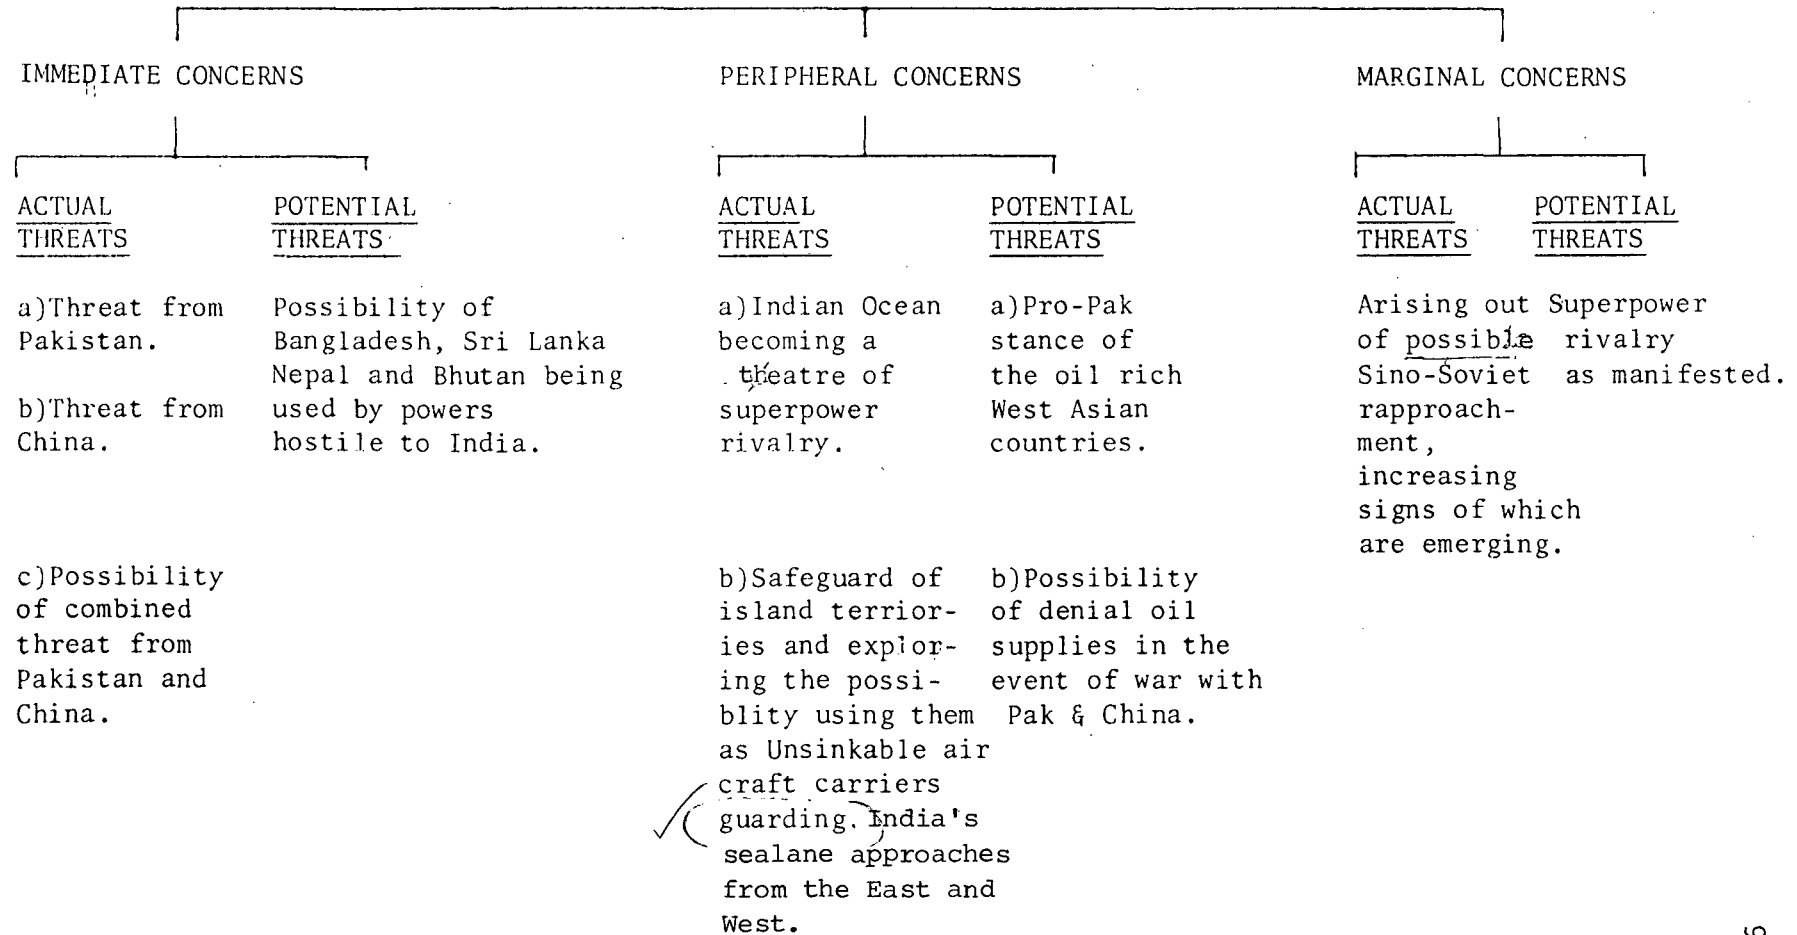 IMMEDIATE CONCERNS
ACTUAL
THREATS
a)Threat from
Pakistan.
b)Threat from
China.
c)Possibility
of combined
threat from
Pakistan and
China.
POTENTIAL
THREATS
Possibility of
Bangladesh, Sri Lanka
Nepal and Bhutan being
used by powers
hostile to India.
PERIPHERAL CONCERNS
ACTUAL
THREATS
a)Indian Ocean
becoming a
theatre of
superpower
rivalry.
b)Safeguard of
island terrior-
ies and explor-
ing the possi-
blity using them
as Unsinkable air
craft carriers
guarding. India's
sealane approaches
from the East and
West.
POTENTIAL
THREATS
a)Pro-Pak
stance of
the oil rich
West Asian
countries.
b)Possibility
of denial oil
supplies in the
event of war with
Pak & China.
MARGINAL CONCERNS
ACTUAL
THREATS
Arising out
of possible
Sino-Soviet
rapproach-
ment,
increasing
signs of which
are emerging.
POTENTIAL
THREATS
Superpower
rivalry
as manifested.